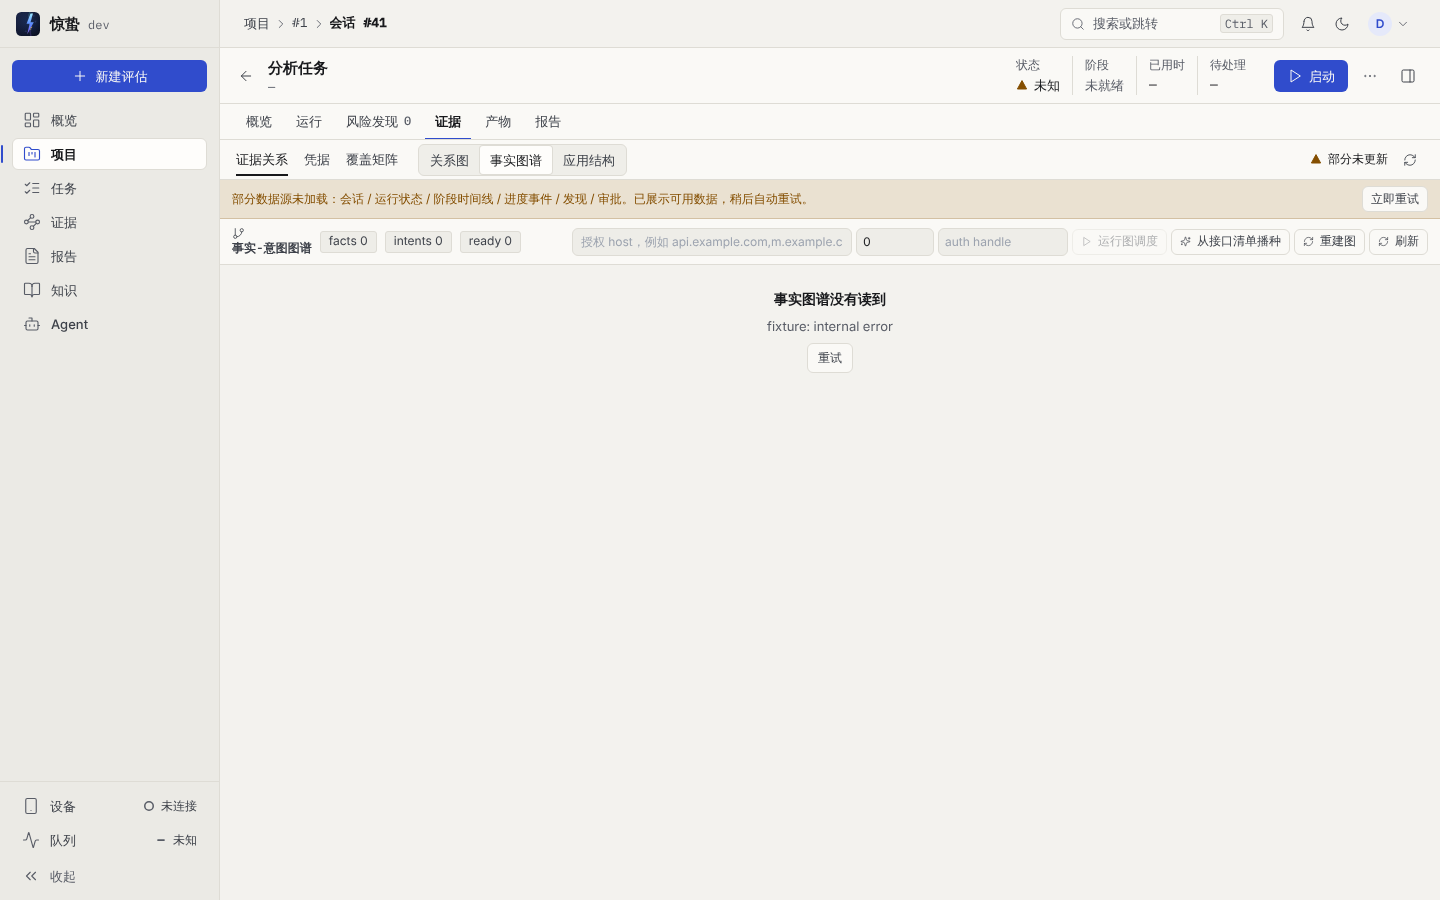 惊蛰 dev
项目 #1 会话 #41
搜索或跳转 Ctrl K
D
新建评估
概览
项目
任务
证据
报告
知识
Agent
设备 未连接
队列 — 未知
收起
分析任务
—
状态
未知
阶段
未就绪
已用时
—
待处理
—
启动
概览 运行 风险发现 0 证据 产物 报告
证据关系 凭据 覆盖矩阵 关系图 事实图谱 应用结构
部分未更新
部分数据源未加载：会话 / 运行状态 / 阶段时间线 / 进度事件 / 发现 / 审批。已展示可用数据，稍后自动重试。
立即重试
事实-意图图谱 facts 0 intents 0 ready 0
授权 host，例如 api.example.com,m.example.c
0
auth handle
运行图调度 从接口清单播种 重建图 刷新
事实图谱没有读到
fixture: internal error
重试